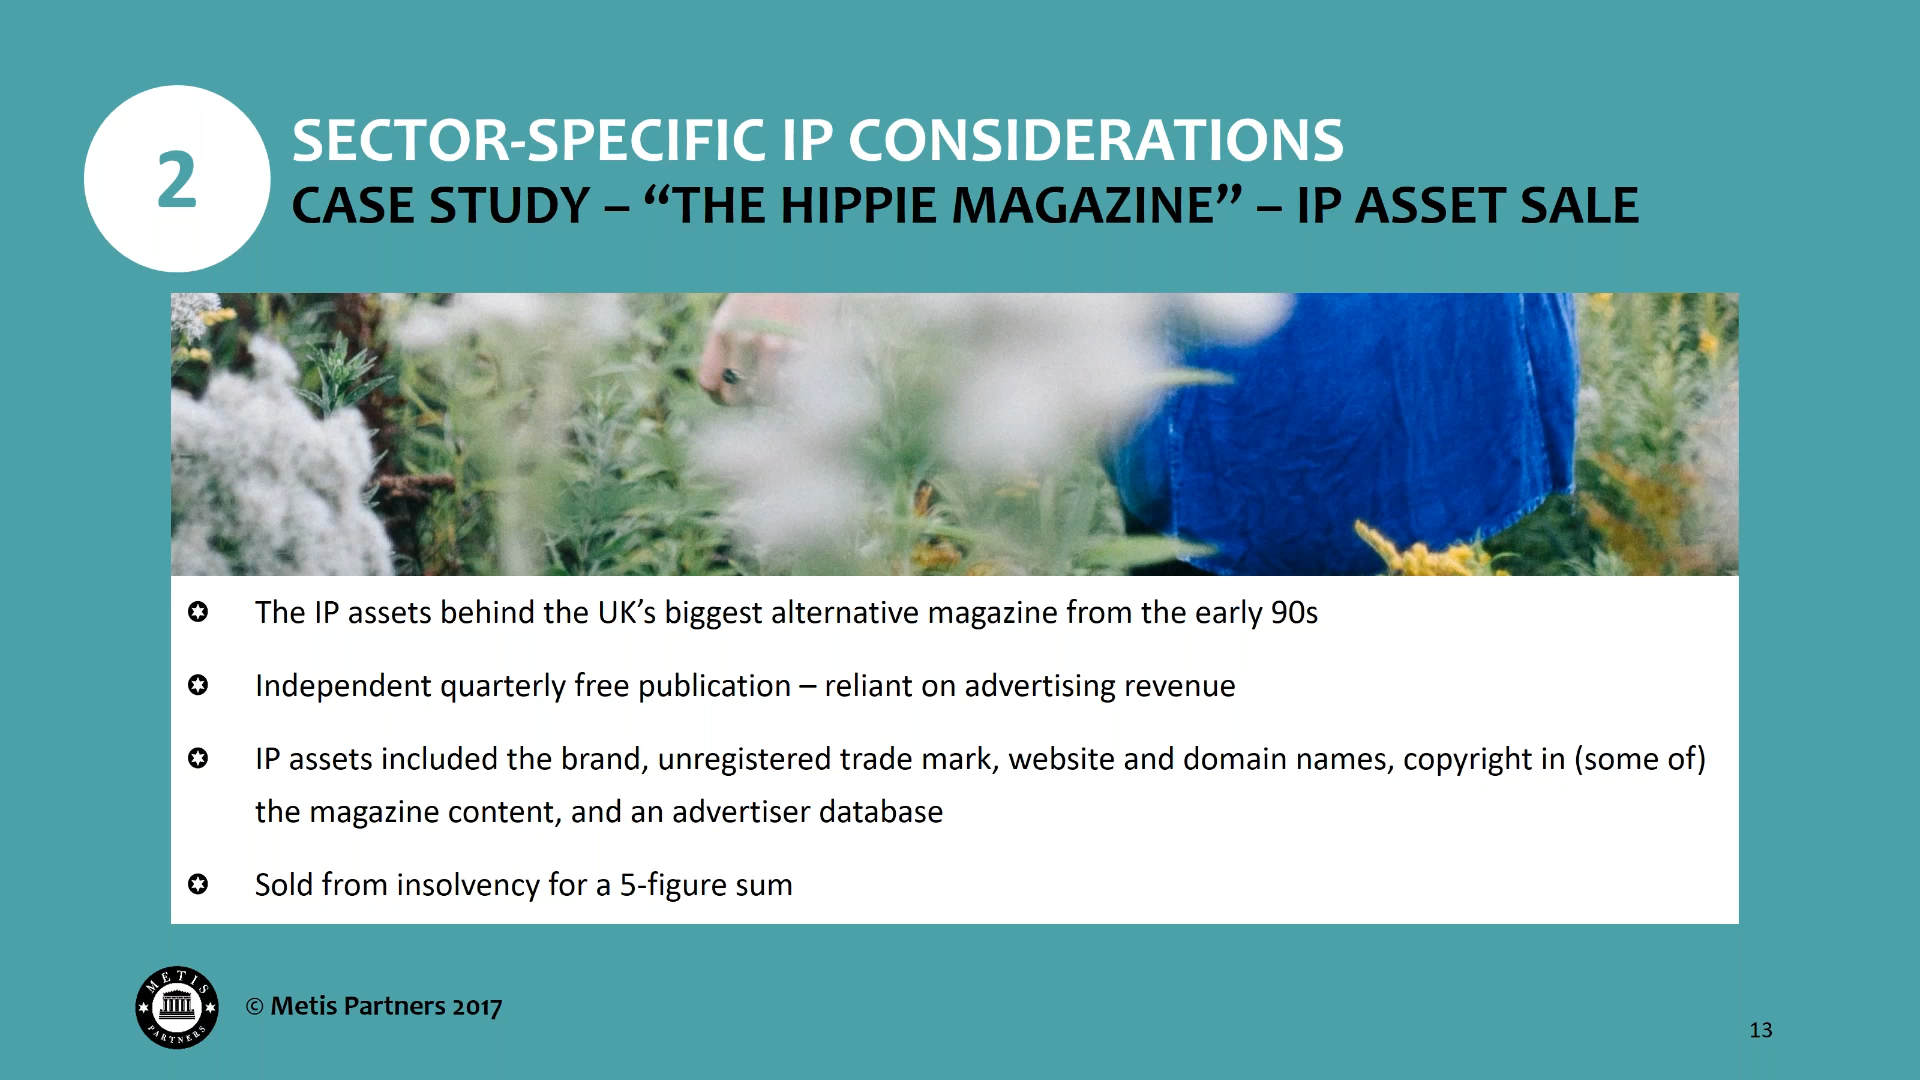 2
SECTOR-SPECIFIC IP CONSIDERATIONS
CASE STUDY – “THE HIPPIE MAGAZINE” – IP ASSET SALE
The IP assets behind the UK’s biggest alternative magazine from the early 90s
Independent quarterly free publication – reliant on advertising revenue
IP assets included the brand, unregistered trade mark, website and domain names, copyright in (some of)
the magazine content, and an advertiser database
Sold from insolvency for a 5-figure sum
METIS
PARTNERS
© Metis Partners 2017
13